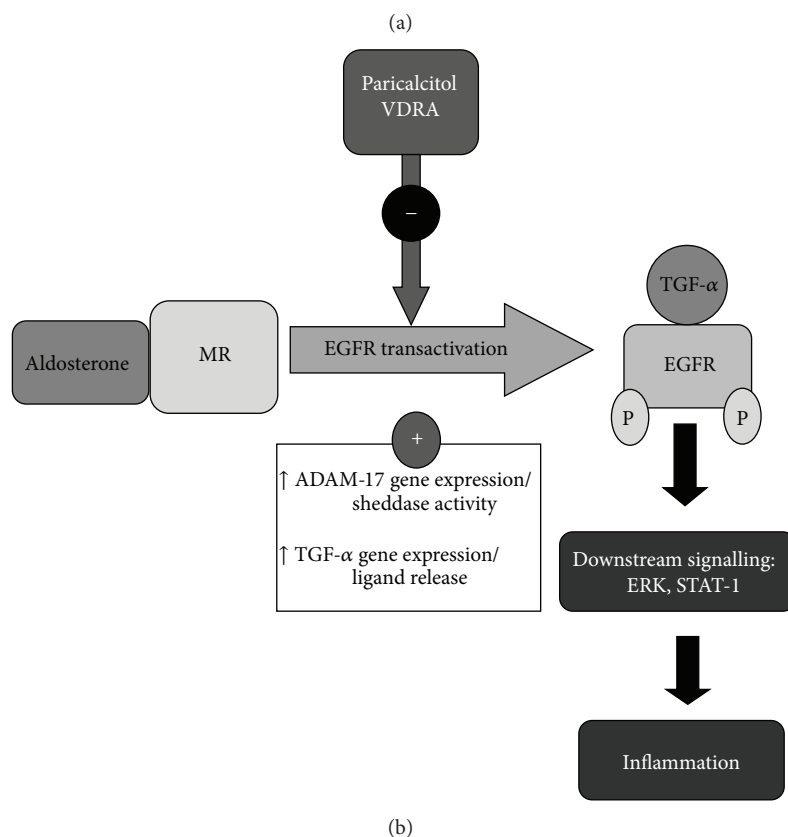 (a)
Paricalcitol
VDRA
−
TGF-α
Aldosterone
MR
EGFR transactivation
EGFR
P
P
+
↑ ADAM-17 gene expression/
sheddase activity
↑ TGF-α gene expression/
ligand release
Downstream signalling:
ERK, STAT-1
Inflammation
(b)